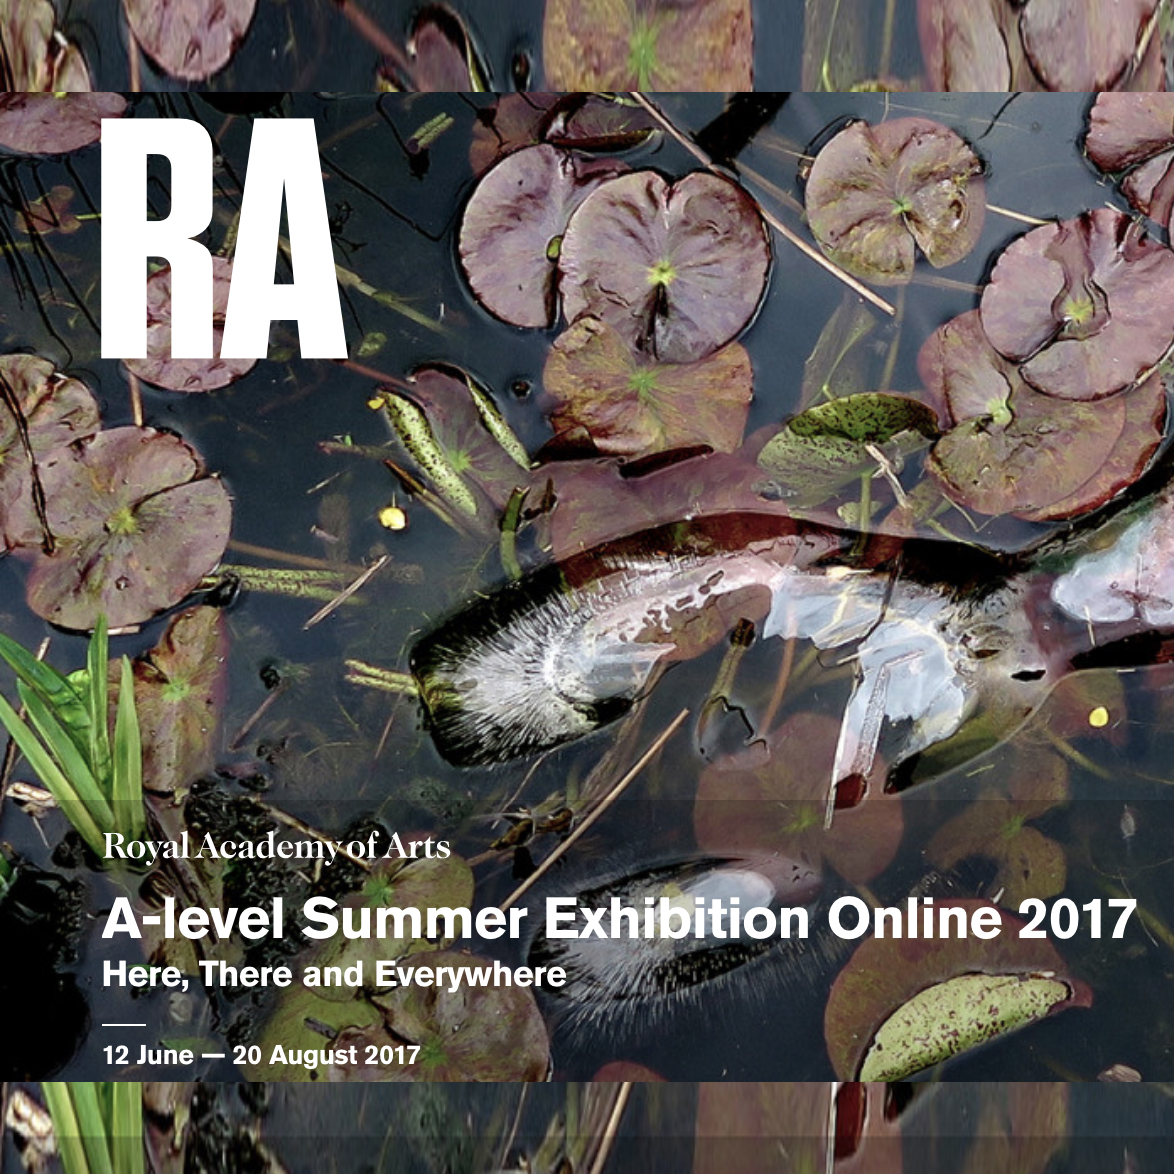 RA
Royal Academy of Arts
A-level Summer Exhibition Online 2017
Here, There and Everywhere
12 June — 20 August 2017